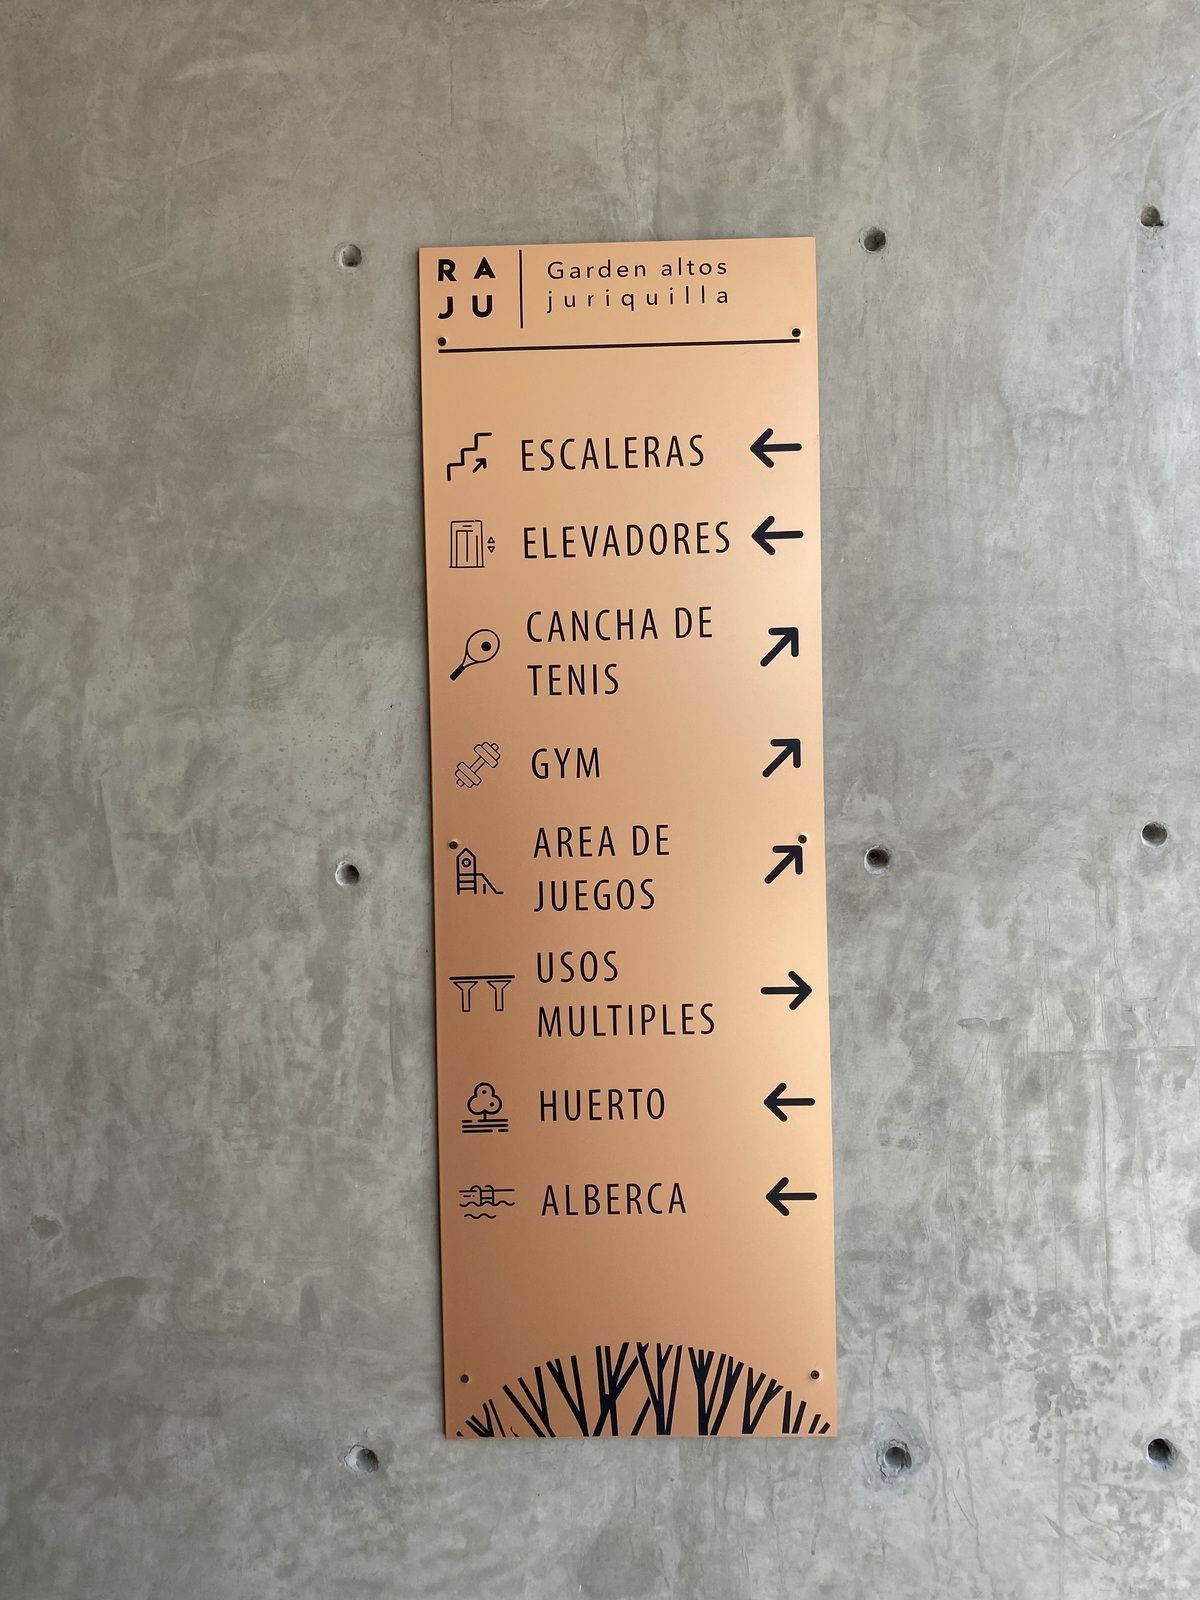 RA
JU
Garden altos
juriquilla
ESCALERAS
ELEVADORES
CANCHA DE
TENIS
GYM
AREA DE
JUEGOS
USOS
MULTIPLES
HUERTO
ALBERCA